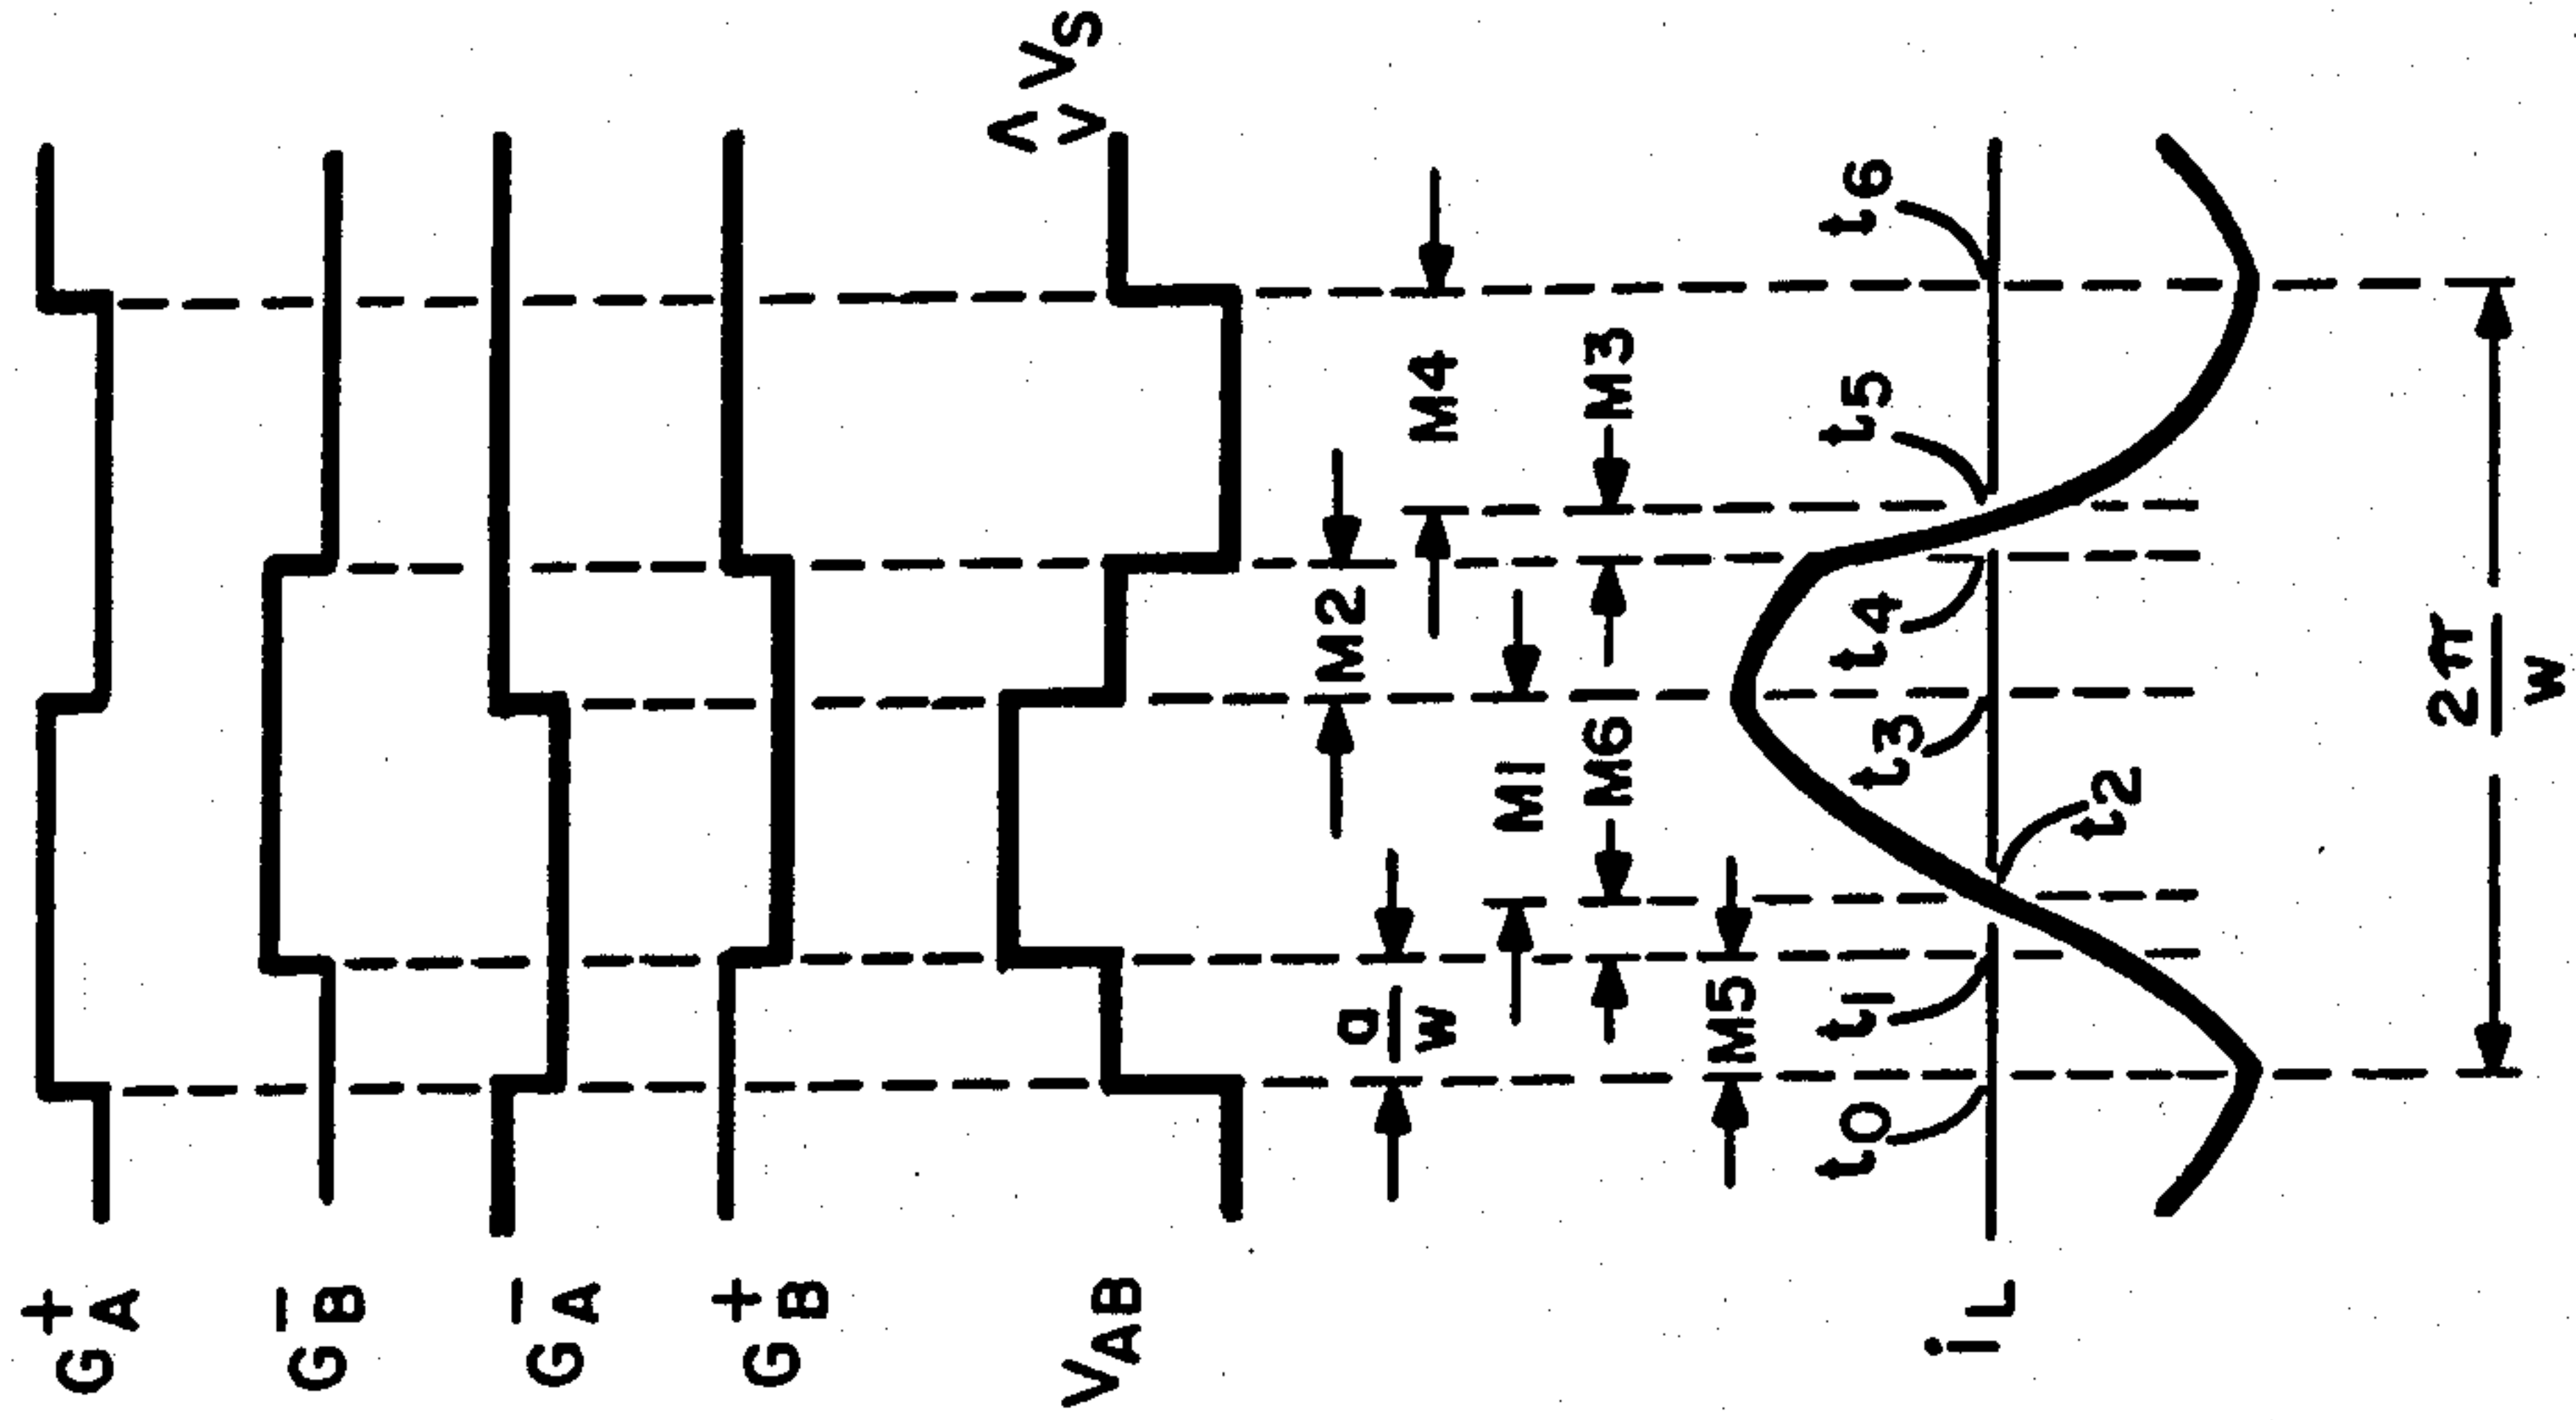 G+A
G−B
G−A
G+B
VAB
^
v
VS
M2
M4
a/w
M1
M6
M3
M5
iL
t0
t1
t2
t3
t4
t5
t6
2π/w